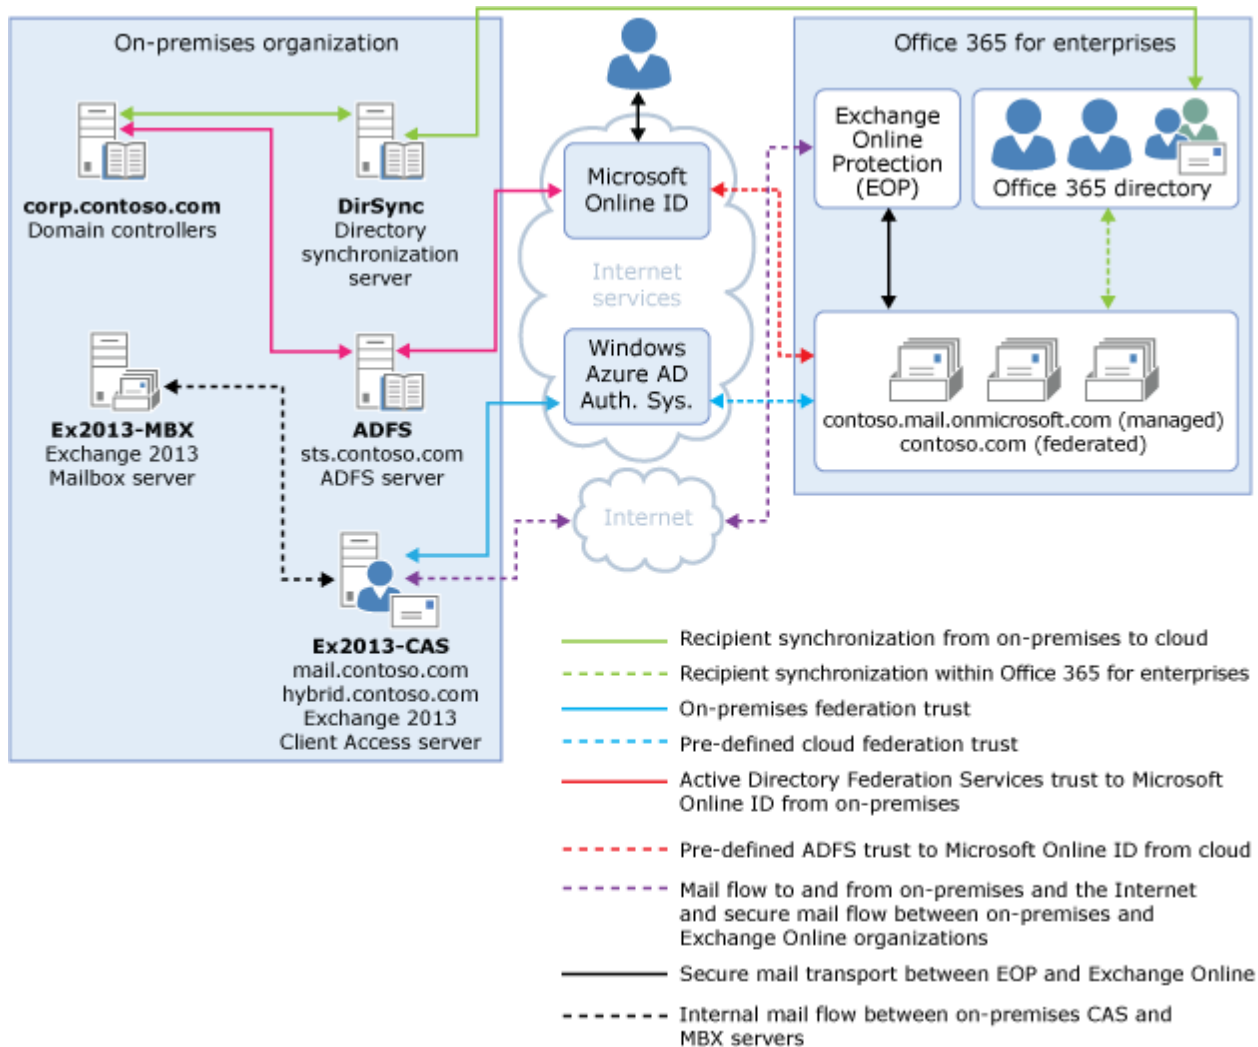 On-premises organization
corp.contoso.com
Domain controllers
DirSync
Directory
synchronization
server
Ex2013-MBX
Exchange 2013
Mailbox server
ADFS
sts.contoso.com
ADFS server
Ex2013-CAS
mail.contoso.com
hybrid.contoso.com
Exchange 2013
Client Access server
Microsoft
Online ID
Internet
services
Windows
Azure AD
Auth. Sys.
Internet
Office 365 for enterprises
Exchange
Online
Protection
(EOP)
Office 365 directory
contoso.mail.onmicrosoft.com (managed)
contoso.com (federated)
Recipient synchronization from on-premises to cloud
Recipient synchronization within Office 365 for enterprises
On-premises federation trust
Pre-defined cloud federation trust
Active Directory Federation Services trust to Microsoft
Online ID from on-premises
Pre-defined ADFS trust to Microsoft Online ID from cloud
Mail flow to and from on-premises and the Internet
and secure mail flow between on-premises and
Exchange Online organizations
Secure mail transport between EOP and Exchange Online
Internal mail flow between on-premises CAS and
MBX servers